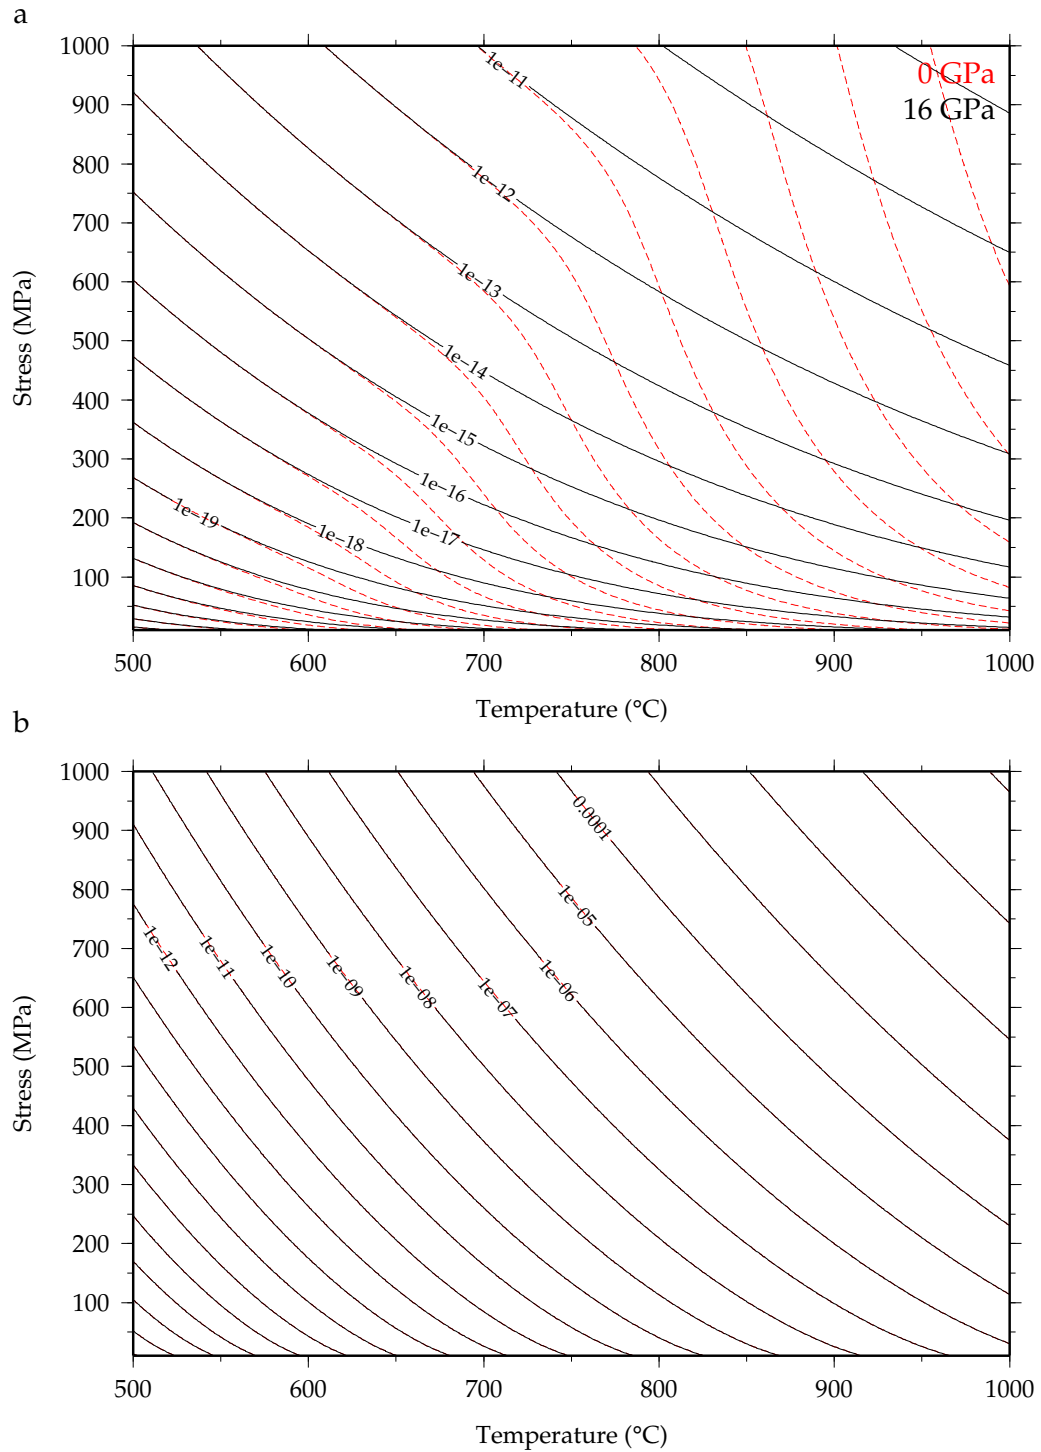 a
1000
900
800
700
600
500
400
300
200
100
Stress (MPa)
0 GPa
16 GPa
1e−11
1e−12
1e−13
1e−14
1e−15
1e−16
1e−17
1e−18
1e−19
500 600 700 800 900 1000
Temperature (°C)
b
1000
900
800
700
600
500
400
300
200
100
Stress (MPa)
0.0001
1e−05
1e−06
1e−07
1e−08
1e−09
1e−10
1e−11
1e−12
500 600 700 800 900 1000
Temperature (°C)